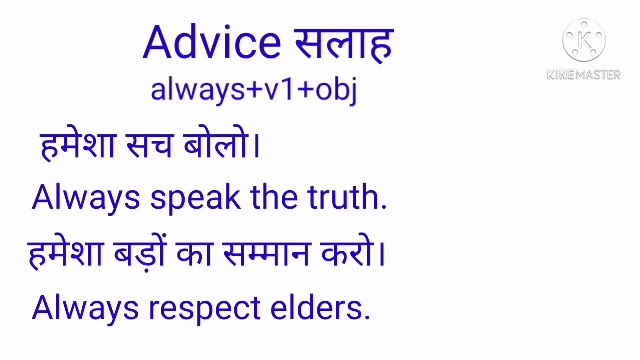 Advice सलाह
always+v1+obj
हमेशा सच बोलो।
Always speak the truth.
हमेशा बड़ों का सम्मान करो।
Always respect elders.
K
KINEMASTER